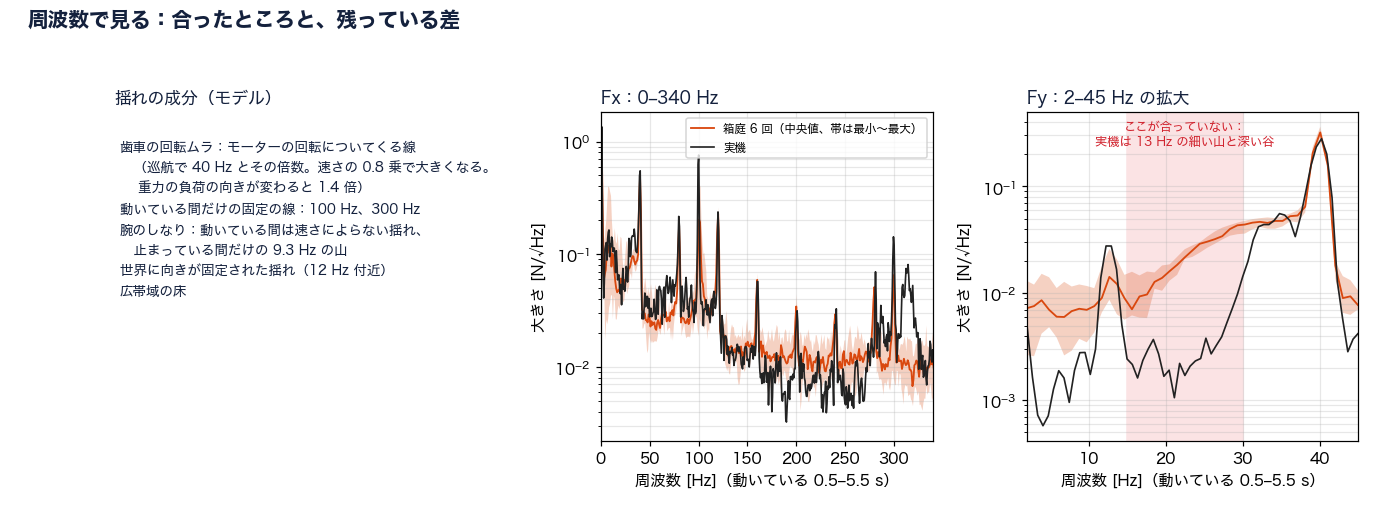 周波数で見る：合ったところと、残っている差
揺れの成分（モデル）
歯車の回転ムラ：モーターの回転についてくる線
（巡航で 40 Hz とその倍数。速さの 0.8 乗で大きくなる。
重力の負荷の向きが変わると 1.4 倍）
動いている間だけの固定の線：100 Hz、300 Hz
腕のしなり：動いている間は速さによらない揺れ、
止まっている間だけの 9.3 Hz の山
世界に向きが固定された揺れ（12 Hz 付近）
広帯域の床
Fx：0–340 Hz
箱庭 6 回（中央値、帯は最小〜最大）
実機
大きさ [N/√Hz]
10⁰
10⁻¹
10⁻²
0 50 100 150 200 250 300
周波数 [Hz]（動いている 0.5–5.5 s）
Fy：2–45 Hz の拡大
ここが合っていない：
実機は 13 Hz の細い山と深い谷
大きさ [N/√Hz]
10⁻¹
10⁻²
10⁻³
10 20 30 40
周波数 [Hz]（動いている 0.5–5.5 s）